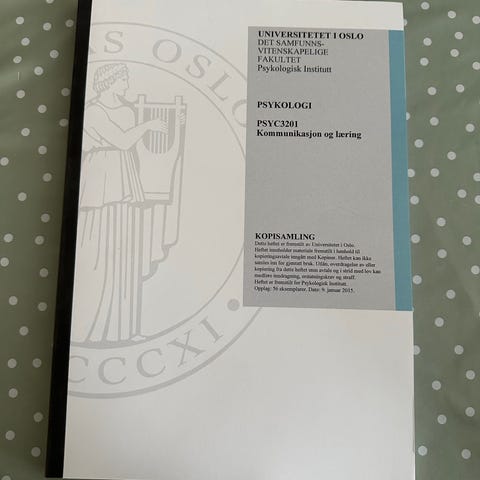 UNIVERSITETET I OSLO
DET SAMFUNNS-
VITENSKAPELIGE
FAKULTET
Psykologisk Institutt
PSYKOLOGI
PSYC3201
Kommunikasjon og læring
KOPISAMLING
Dette heftet er fremstilt av Universitetet i Oslo.
Heftet inneholder materiale fremstilt i henhold til
kopieringsavtale inngått med Kopinor. Heftet kan ikke
samles inn for gjentatt bruk. Utlån, overdragelse av eller
kopiering fra dette heftet uten avtale og i strid med lov kan
medføre inndragning, erstatningskrav og straff.
Heftet er fremstilt for Psykologisk Institutt.
Opplag: 56 eksemplarer. Dato: 9. januar 2015.
AS OSLO
CCCXI